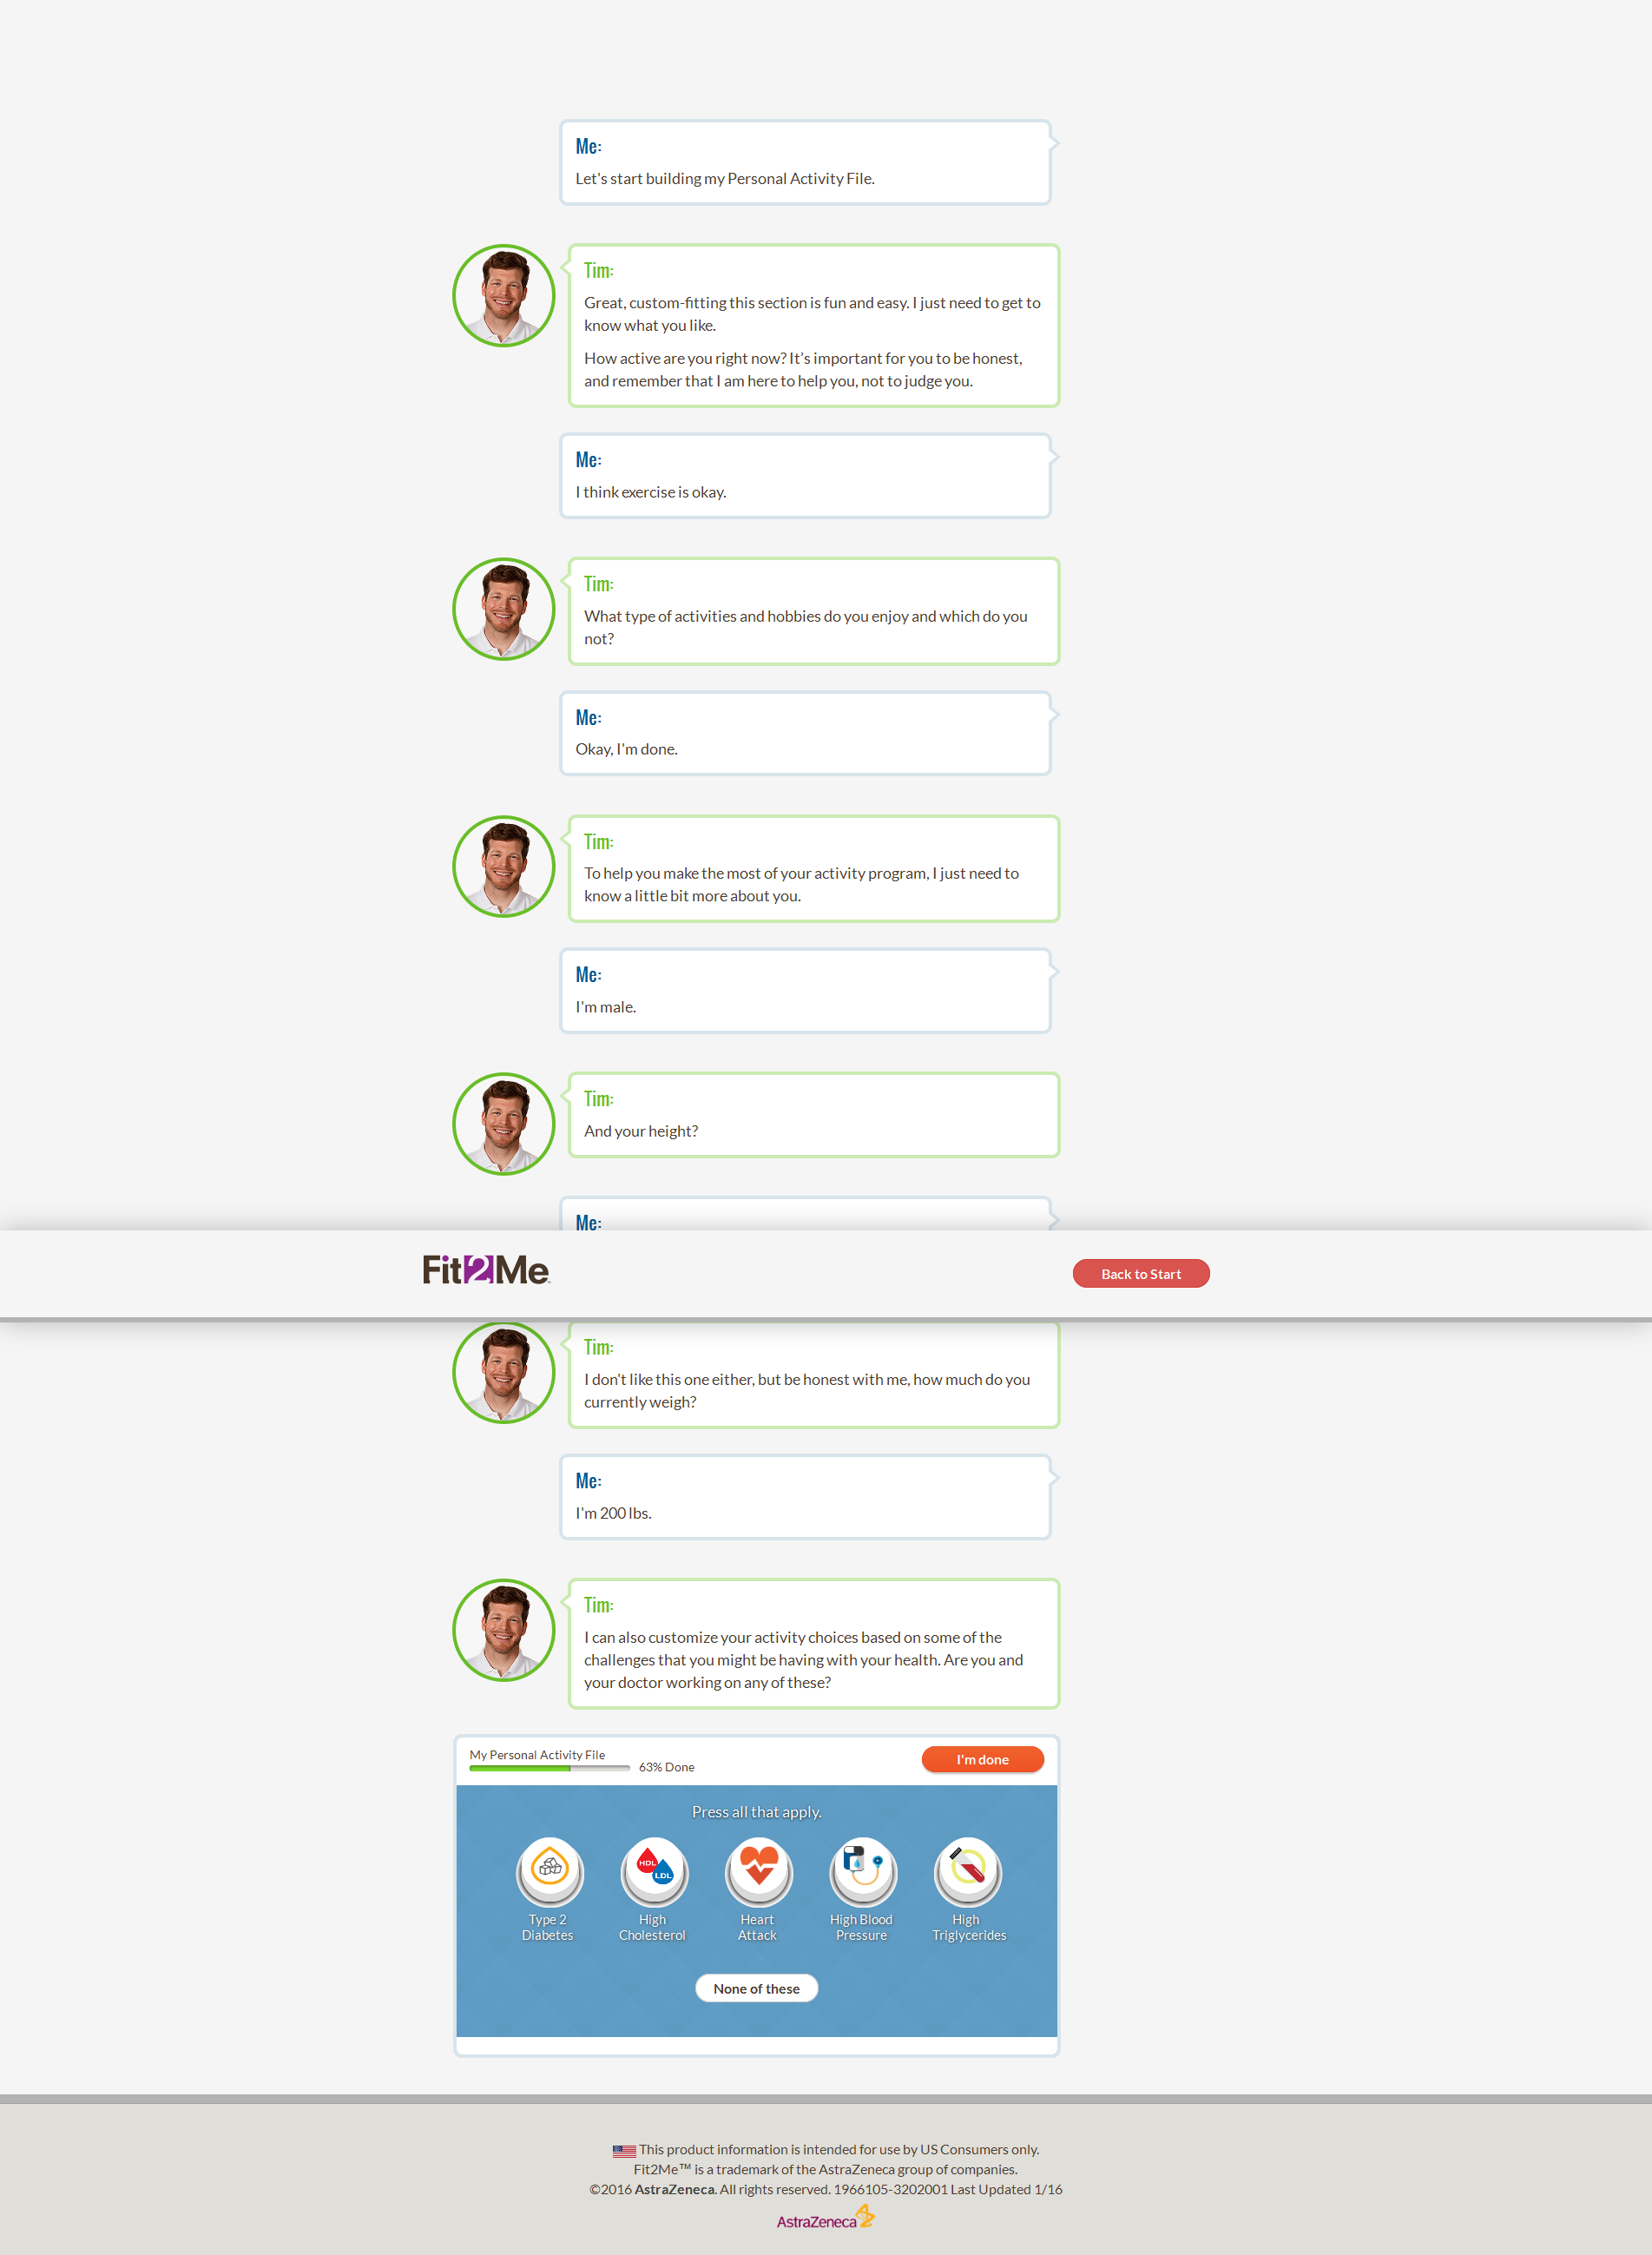 Me:
Let's start building my Personal Activity File.
Tim:
Great, custom-fitting this section is fun and easy. I just need to get to
know what you like.
How active are you right now? It’s important for you to be honest,
and remember that I am here to help you, not to judge you.
Me:
I think exercise is okay.
Tim:
What type of activities and hobbies do you enjoy and which do you
not?
Me:
Okay, I'm done.
Tim:
To help you make the most of your activity program, I just need to
know a little bit more about you.
Me:
I'm male.
Tim:
And your height?
Me:
Fit2Me
Back to Start
Tim:
I don't like this one either, but be honest with me, how much do you
currently weigh?
Me:
I'm 200 lbs.
Tim:
I can also customize your activity choices based on some of the
challenges that you might be having with your health. Are you and
your doctor working on any of these?
My Personal Activity File
63% Done
I'm done
Press all that apply.
HDL
LDL
Type 2
Diabetes
High
Cholesterol
Heart
Attack
High Blood
Pressure
High
Triglycerides
None of these
This product information is intended for use by US Consumers only.
Fit2Me™ is a trademark of the AstraZeneca group of companies.
©2016 AstraZeneca. All rights reserved. 1966105-3202001 Last Updated 1/16
AstraZeneca